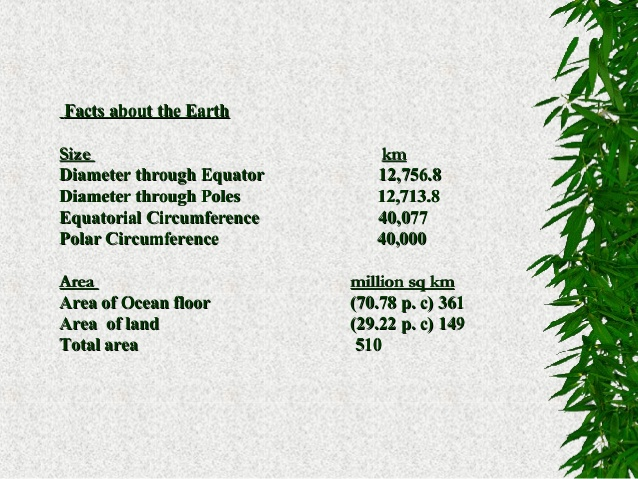 Facts about the Earth
Size km
Diameter through Equator 12,756.8
Diameter through Poles 12,713.8
Equatorial Circumference 40,077
Polar Circumference 40,000
Area million sq km
Area of Ocean floor (70.78 p. c) 361
Area of land (29.22 p. c) 149
Total area 510